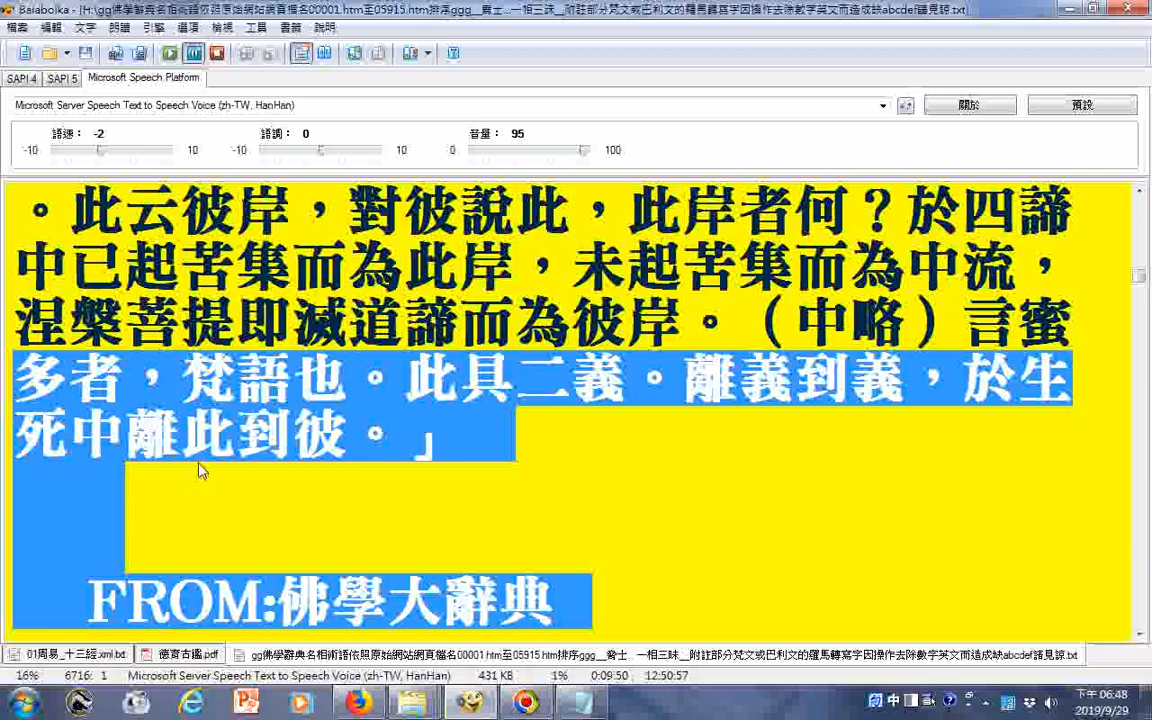 Balabolka - [H:\gg佛學辭典名相術語依照原始網站網頁檔名00001.htm至05915.htm排序ggg__胷士...一相三昧__附註部分梵文或巴利文的羅馬轉寫字因操作去除數字英文而造成缺abcdef請見諒.txt]
檔案 編輯 文字 朗讀 引擎 選項 檢視 工具 書籤 說明
SAPI 4 SAPI 5 Microsoft Speech Platform
Microsoft Server Speech Text to Speech Voice (zh-TW, HanHan) 關於 預設
語速： -2 語調： 0 音量： 95
-10 10 -10 10 0 100
。此云彼岸，對彼說此，此岸者何？於四諦
中已起苦集而為此岸，未起苦集而為中流，
涅槃菩提即滅道諦而為彼岸。（中略）言蜜
多者，梵語也。此具二義。離義到義，於生
死中離此到彼。」
FROM:佛學大辭典
01周易_十三經.xml.txt 德育古鑑.pdf gg佛學辭典名相術語依照原始網站網頁檔名00001.htm至05915.htm排序ggg__胷士...一相三昧__附註部分梵文或巴利文的羅馬轉寫字因操作去除數字英文而造成缺abcdef請見諒.txt
16% 6716: 1 Microsoft Server Speech Text to Speech Voice (zh-TW, HanHan) 431 KB 1% 0:09:50 12:50:57
中 下午 06:48
2019/9/29